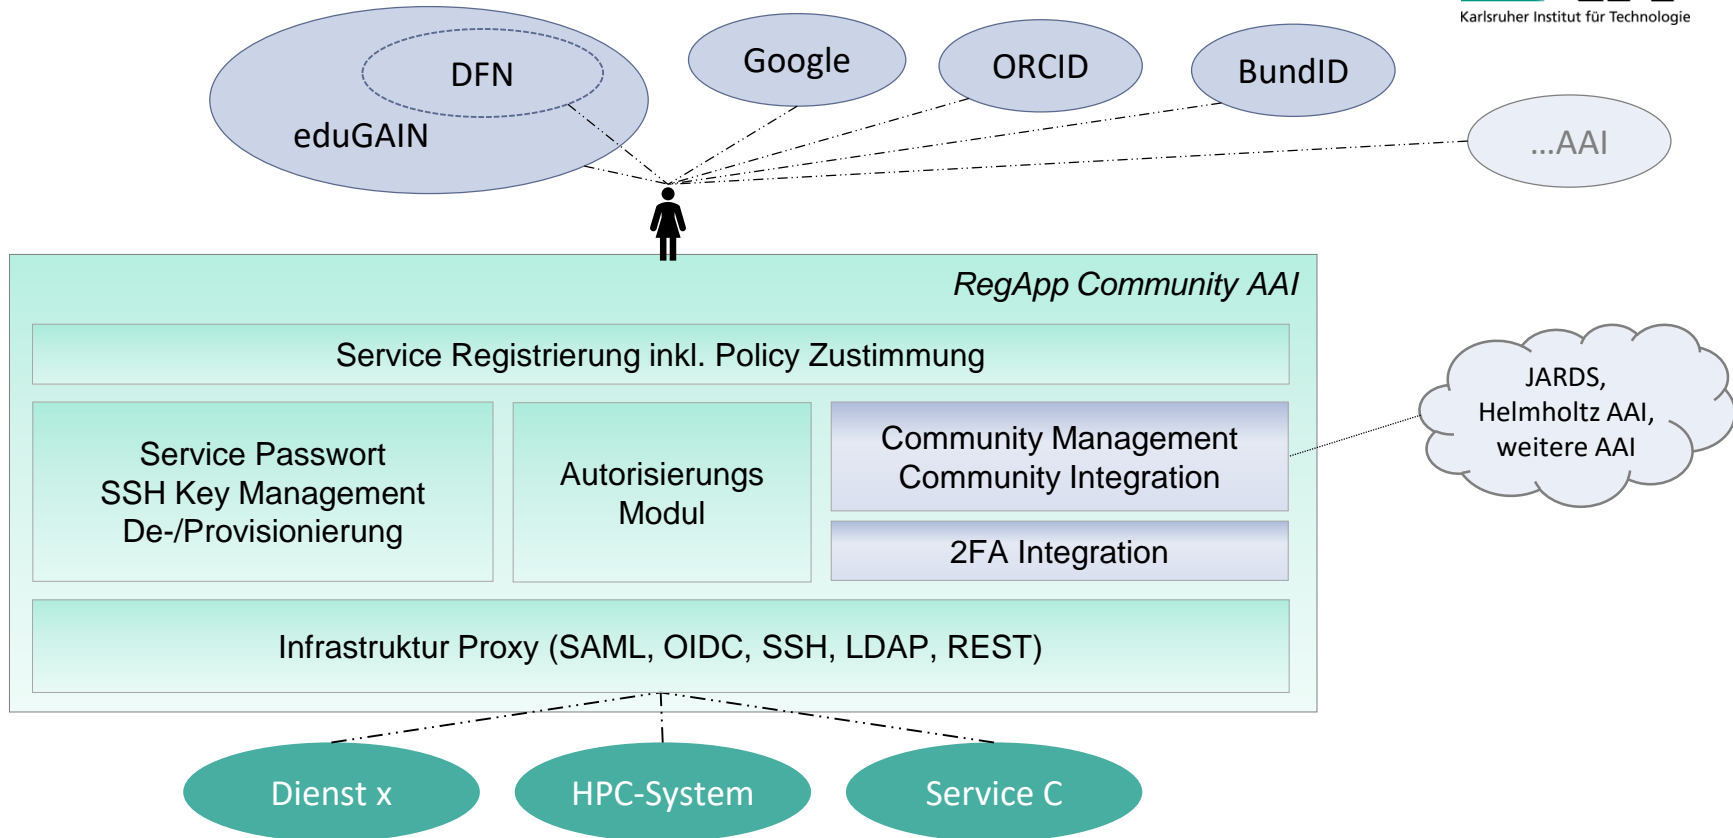 Karlsruher Institut für Technologie
DFN
eduGAIN
Google
ORCID
BundID
...AAI
RegApp Community AAI
Service Registrierung inkl. Policy Zustimmung
Service Passwort
SSH Key Management
De-/Provisionierung
Autorisierungs
Modul
Community Management
Community Integration
2FA Integration
JARDS,
Helmholtz AAI,
weitere AAI
Infrastruktur Proxy (SAML, OIDC, SSH, LDAP, REST)
Dienst x
HPC-System
Service C